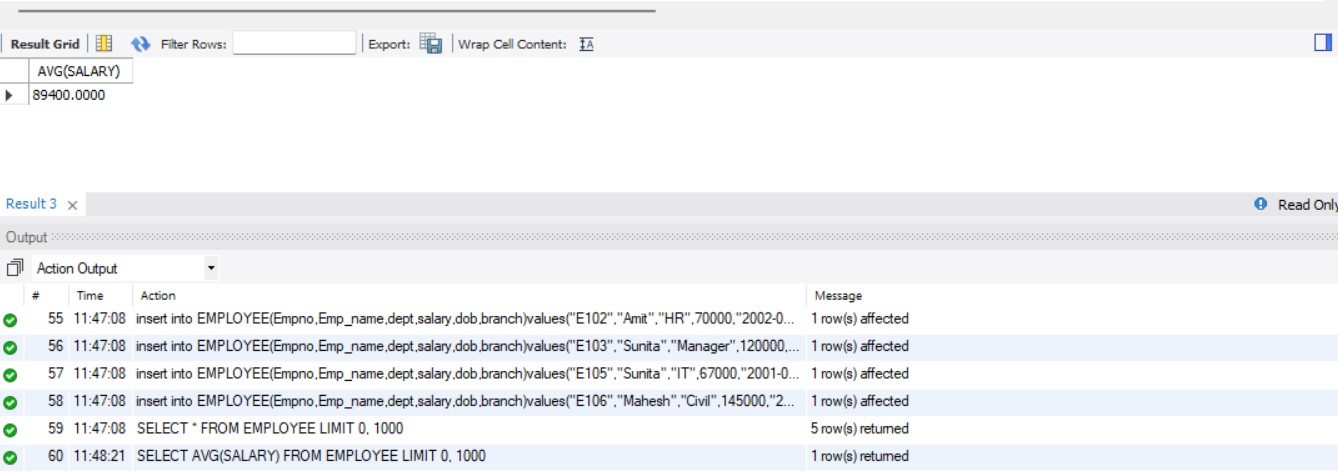 Result Grid Filter Rows: Export: Wrap Cell Content: IA
AVG(SALARY)
89400.0000
Result 3 × Read Only
Output
Action Output
# Time Action Message
55 11:47:08 insert into EMPLOYEE(Empno,Emp_name,dept,salary,dob,branch)values("E102","Amit","HR",70000,"2002-0... 1 row(s) affected
56 11:47:08 insert into EMPLOYEE(Empno,Emp_name,dept,salary,dob,branch)values("E103","Sunita","Manager",120000,... 1 row(s) affected
57 11:47:08 insert into EMPLOYEE(Empno,Emp_name,dept,salary,dob,branch)values("E105","Sunita","IT",67000,"2001-0... 1 row(s) affected
58 11:47:08 insert into EMPLOYEE(Empno,Emp_name,dept,salary,dob,branch)values("E106","Mahesh","Civil",145000,"2... 1 row(s) affected
59 11:47:08 SELECT * FROM EMPLOYEE LIMIT 0, 1000 5 row(s) returned
60 11:48:21 SELECT AVG(SALARY) FROM EMPLOYEE LIMIT 0, 1000 1 row(s) returned